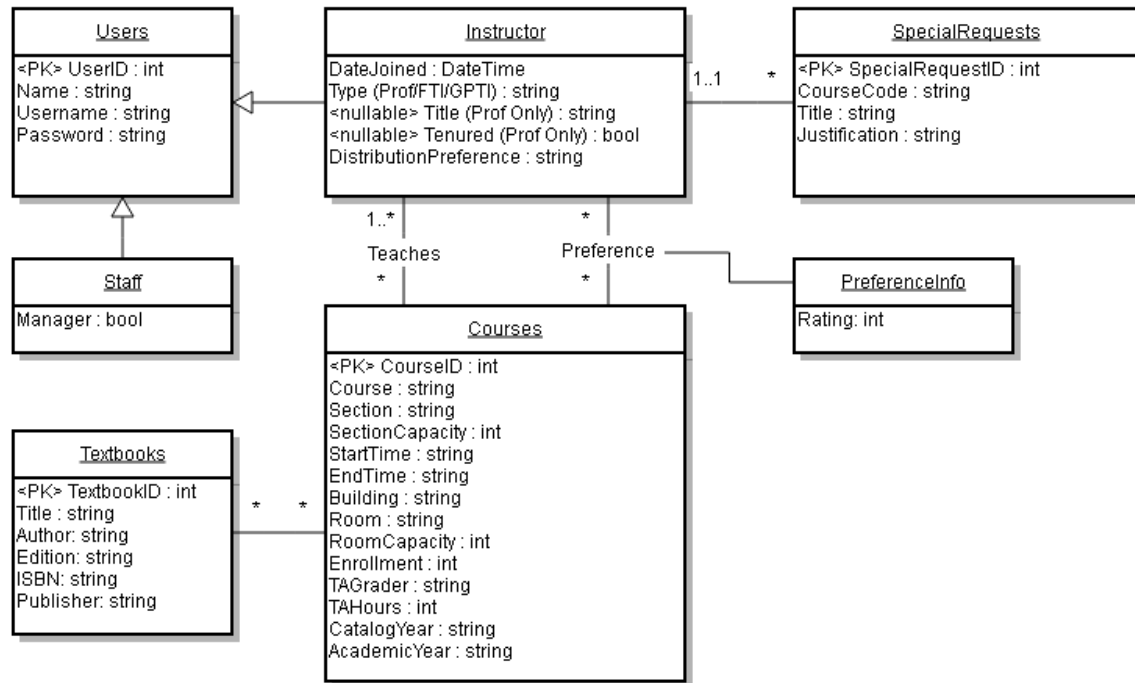 Users
<PK> UserID : int
Name : string
Username : string
Password : string
Instructor
DateJoined : DateTime
Type (Prof/FTI/GPTI) : string
<nullable> Title (Prof Only) : string
<nullable> Tenured (Prof Only) : bool
DistributionPreference : string
1..1
*
SpecialRequests
<PK> SpecialRequestID : int
CourseCode : string
Title : string
Justification : string
1..*
Teaches
*
*
Preference
*
Staff
Manager : bool
PreferenceInfo
Rating: int
Courses
<PK> CourseID : int
Course : string
Section : string
SectionCapacity : int
StartTime : string
EndTime : string
Building : string
Room : string
RoomCapacity : int
Enrollment : int
TAGrader : string
TAHours : int
CatalogYear : string
AcademicYear : string
Textbooks
<PK> TextbookID : int
Title : string
Author: string
Edition: string
ISBN: string
Publisher: string
*
*